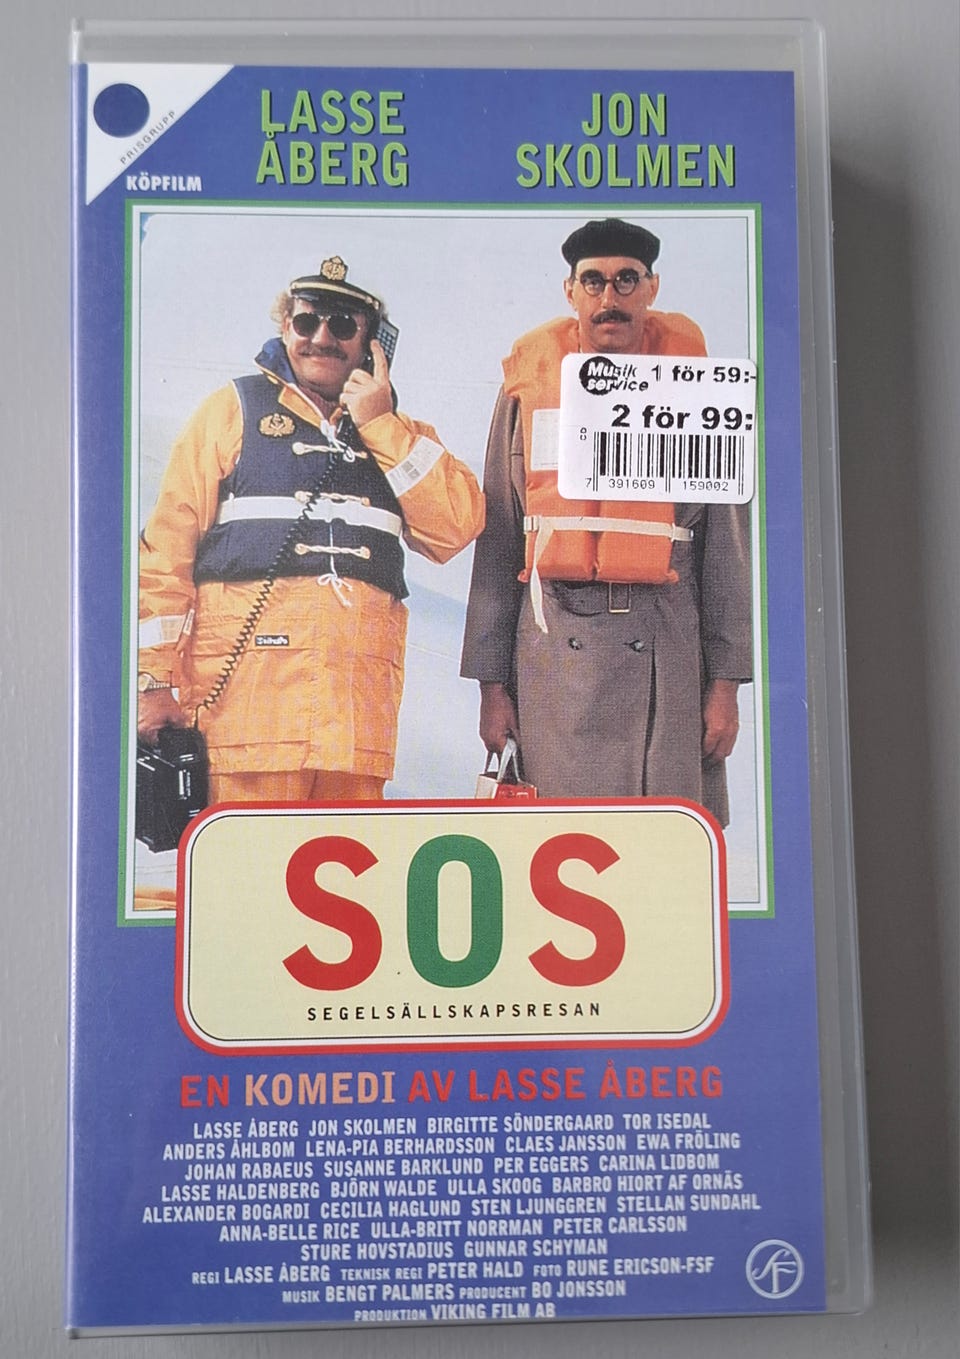 PRISGRUPP
KÖPFILM
LASSE
ÅBERG
JON
SKOLMEN
Musik
service
1 för 59:-
2 för 99:
CD
7 391609 159002
SOS
SEGELSÄLLSKAPSRESAN
EN KOMEDI AV LASSE ÅBERG
LASSE ÅBERG JON SKOLMEN BIRGITTE SÖNDERGAARD TOR ISEDAL
ANDERS ÅHLBOM LENA-PIA BERHARDSSON CLAES JANSSON EWA FRÖLING
JOHAN RABAEUS SUSANNE BARKLUND PER EGGERS CARINA LIDBOM
LASSE HALDENBERG BJÖRN WALDE ULLA SKOOG BARBRO HIORT AF ORNÄS
ALEXANDER BOGARDI CECILIA HAGLUND STEN LJUNGGREN STELLAN SUNDAHL
ANNA-BELLE RICE ULLA-BRITT NORRMAN PETER CARLSSON
STURE HOVSTADIUS GUNNAR SCHYMAN
REGI LASSE ÅBERG TEKNISK REGI PETER HALD FOTO RUNE ERICSON-FSF
MUSIK BENGT PALMERS PRODUCENT BO JONSSON
PRODUKTION VIKING FILM AB
SF